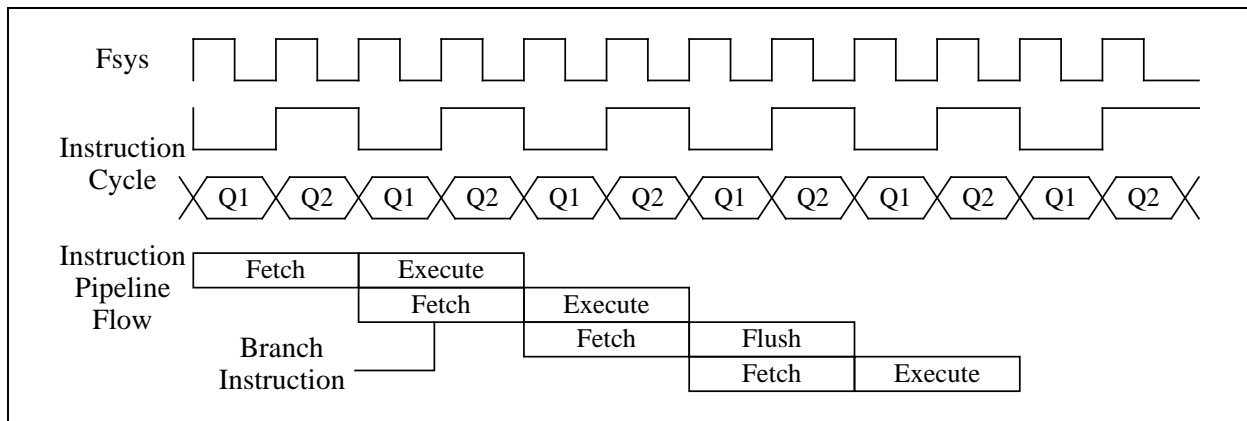 Fsys
Instruction
Cycle
Q1 Q2 Q1 Q2 Q1 Q2 Q1 Q2 Q1 Q2 Q1 Q2
Instruction
Pipeline
Flow
Fetch Execute
Fetch Execute
Fetch Flush
Fetch Execute
Branch
Instruction